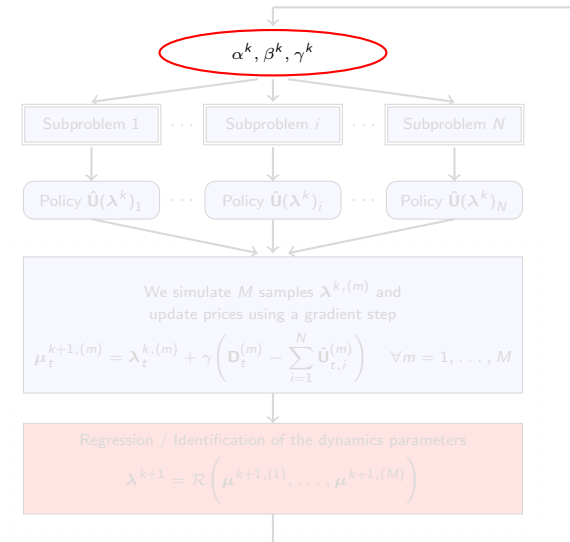 α^k, β^k, γ^k
Subproblem 1 · · · Subproblem i · · · Subproblem N
Policy Û(λ^k)_1 · · · Policy Û(λ^k)_i · · · Policy Û(λ^k)_N
We simulate M samples λ^{k,(m)} and
update prices using a gradient step
μ_t^{k+1,(m)} = λ_t^{k,(m)} + γ ( D_t^{(m)} − ∑_{i=1}^{N} Û_{t,i}^{(m)} ) ∀m = 1, . . . , M
Regression / Identification of the dynamics parameters
λ^{k+1} = ℛ ( μ^{k+1,(1)}, . . . , μ^{k+1,(M)} )